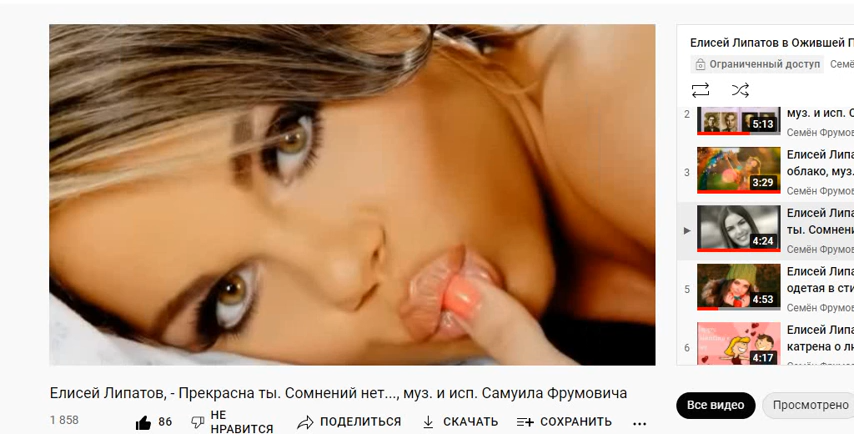 Елисей Липатов в Ожившей
Ограниченный доступ Семё
2
муз. и исп. С
5:13
Семён Фрумов
Елисей Липа
3
облако, муз.
3:29
Семён Фрумов
Елисей Липа
ты. Сомнени
4:24
Семён Фрумов
Елисей Липа
5
одетая в сти
4:53
Семён Фрумов
Елисей Липа
6
катрена о лю
4:17
Елисей Липатов, - Прекрасна ты. Сомнений нет..., муз. и исп. Самуила Фрумовича
1 858
86
НЕ
НРАВИТСЯ
ПОДЕЛИТЬСЯ
СКАЧАТЬ
СОХРАНИТЬ
...
Все видео
Просмотрено